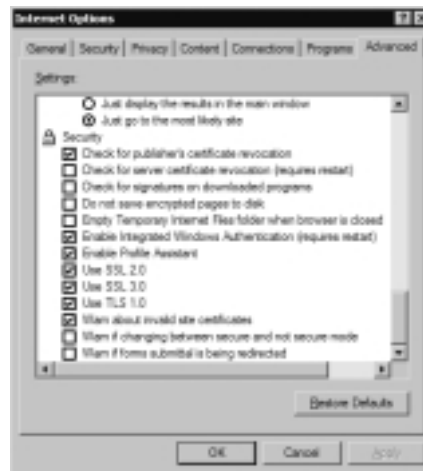 Internet Options
General Security Privacy Content Connections Programs Advanced
Settings:
Just display the results in the main window
Just go to the most likely site
Security
Check for publisher's certificate revocation
Check for server certificate revocation (requires restart)
Check for signatures on downloaded programs
Do not save encrypted pages to disk
Empty Temporary Internet Files folder when browser is closed
Enable Integrated Windows Authentication (requires restart)
Enable Profile Assistant
Use SSL 2.0
Use SSL 3.0
Use TLS 1.0
Warn about invalid site certificates
Warn if changing between secure and not secure mode
Warn if forms submittal is being redirected
Restore Defaults
OK Cancel Apply